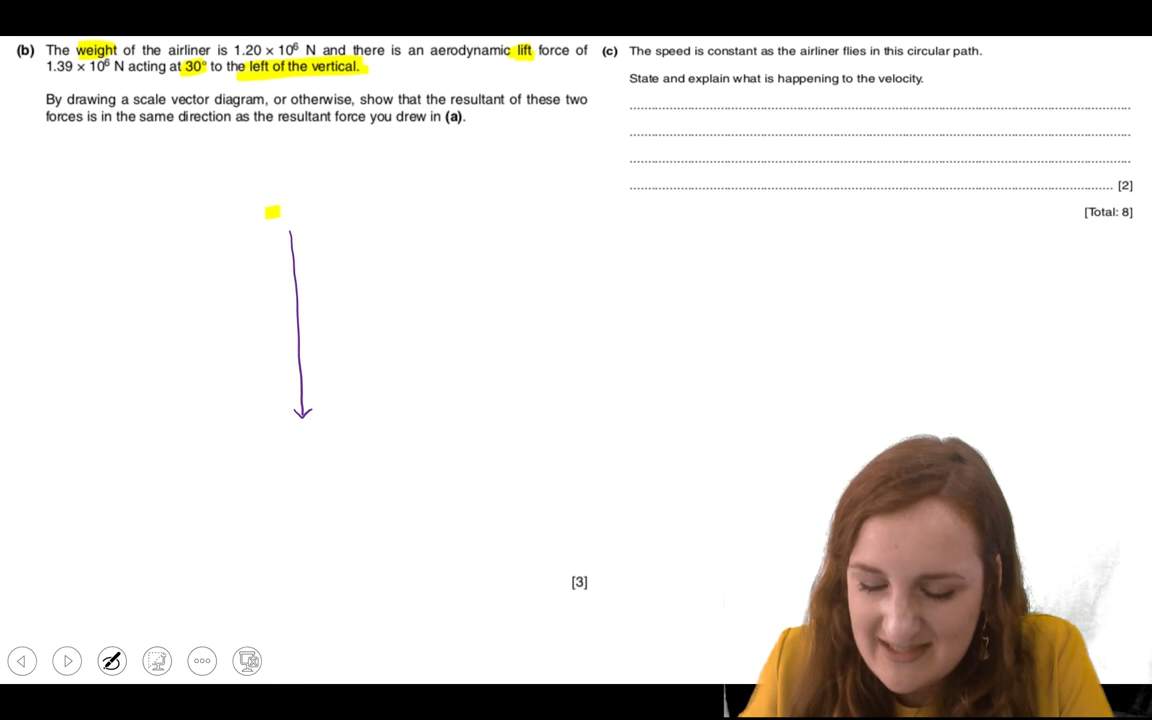 (b) The weight of the airliner is 1.20 × 10⁶ N and there is an aerodynamic lift force of
1.39 × 10⁶ N acting at 30° to the left of the vertical.
By drawing a scale vector diagram, or otherwise, show that the resultant of these two
forces is in the same direction as the resultant force you drew in (a).
[3]
(c) The speed is constant as the airliner flies in this circular path.
State and explain what is happening to the velocity.
[2]
[Total: 8]